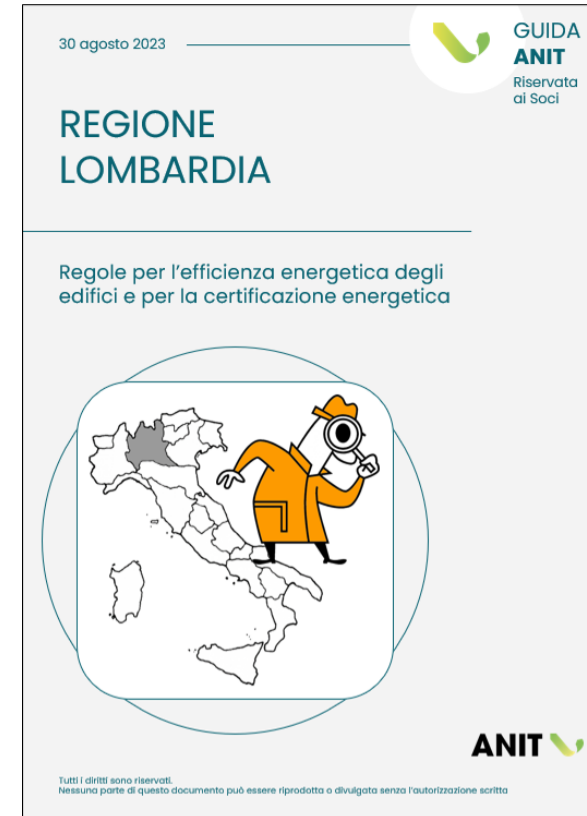 30 agosto 2023
GUIDA
ANIT
Riservata
ai Soci
REGIONE
LOMBARDIA
Regole per l'efficienza energetica degli
edifici e per la certificazione energetica
ANIT
Tutti i diritti sono riservati.
Nessuna parte di questo documento può essere riprodotta o divulgata senza l'autorizzazione scritta